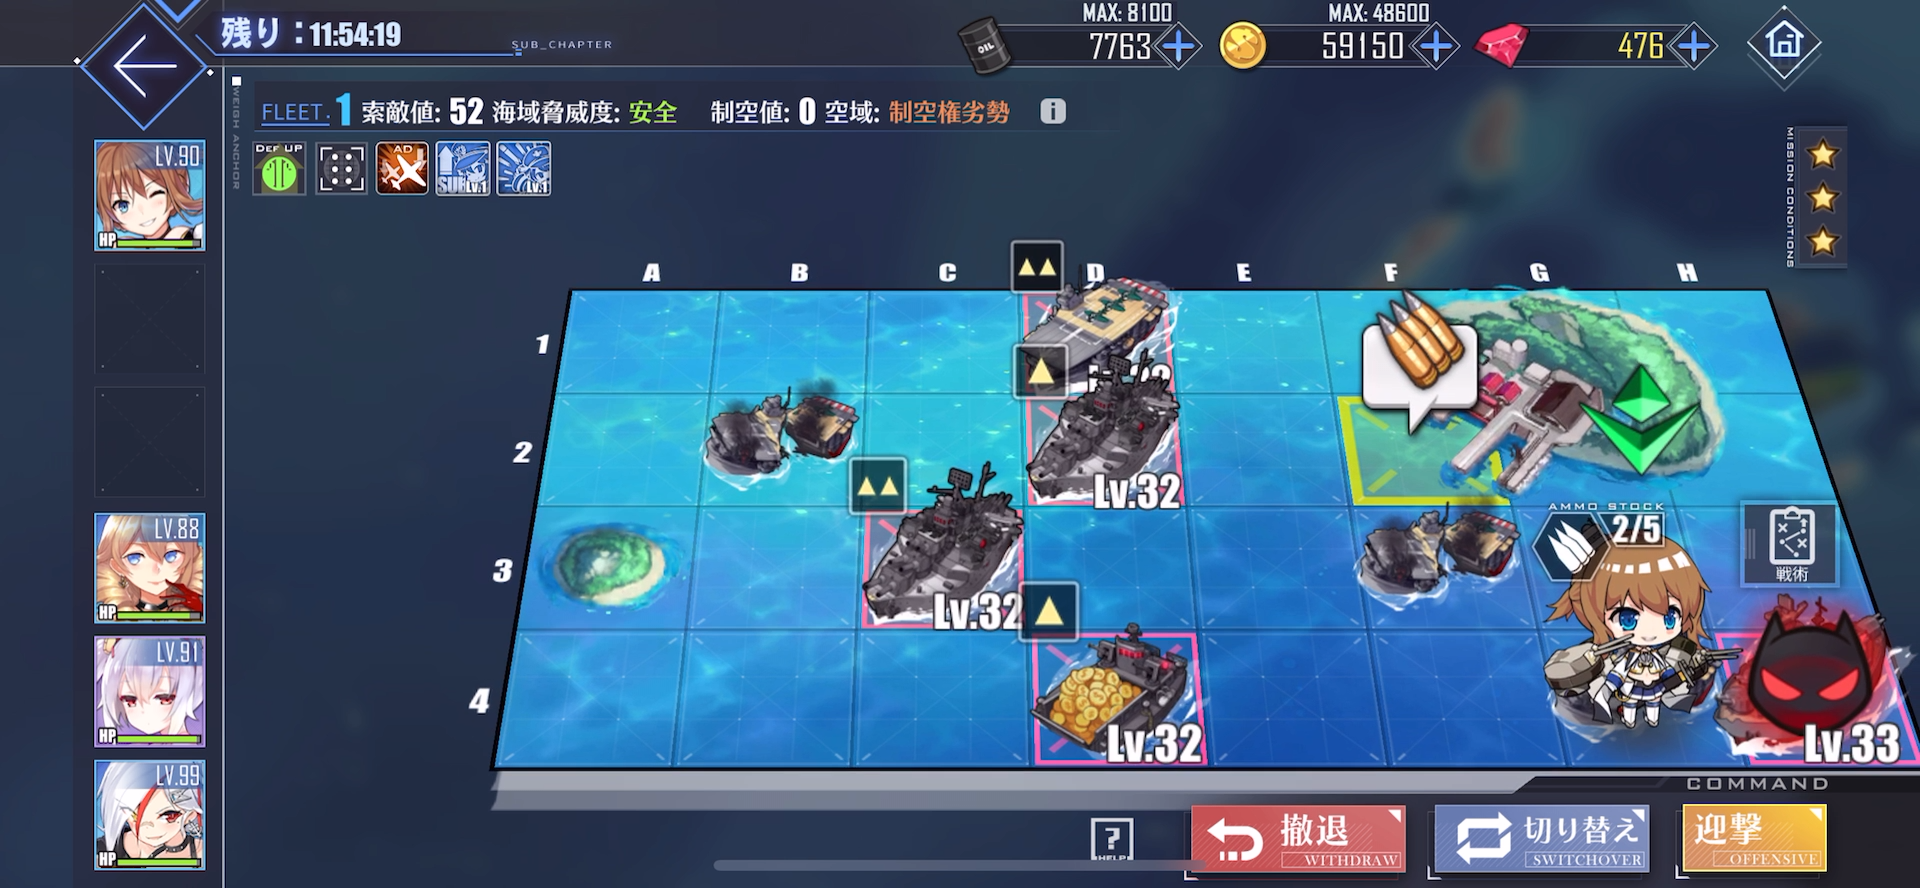 残り：11:54:19
SUB_CHAPTER
MAX: 8100
7763
MAX: 48600
59150
476
WEIGH ANCHOR
FLEET. 1 索敵値: 52 海域脅威度: 安全 制空値: 0 空域: 制空権劣勢
DEF UP
AD
SUB LV.1
LV.1
LV.90
HP
LV.88
HP
LV.91
HP
LV.99
HP
MISSION CONDITIONS
A B C D E F G H
1
2
3
4
Lv.32
Lv.32
Lv.32
Lv.33
AMMO STOCK
2/5
戦術
COMMAND
HELP
撤退
WITHDRAW
切り替え
SWITCHOVER
迎撃
OFFENSIVE
OIL